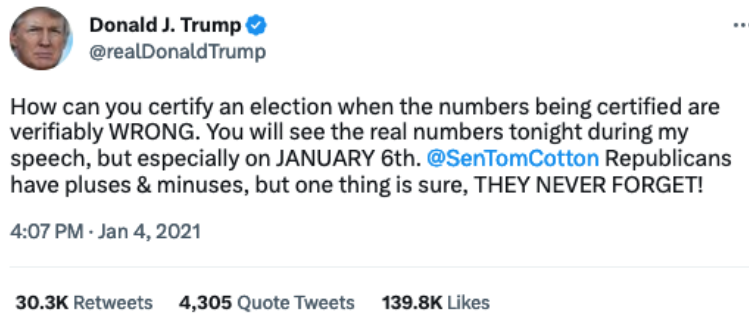 Donald J. Trump
@realDonaldTrump
How can you certify an election when the numbers being certified are
verifiably WRONG. You will see the real numbers tonight during my
speech, but especially on JANUARY 6th. @SenTomCotton Republicans
have pluses & minuses, but one thing is sure, THEY NEVER FORGET!
4:07 PM · Jan 4, 2021
30.3K Retweets 4,305 Quote Tweets 139.8K Likes